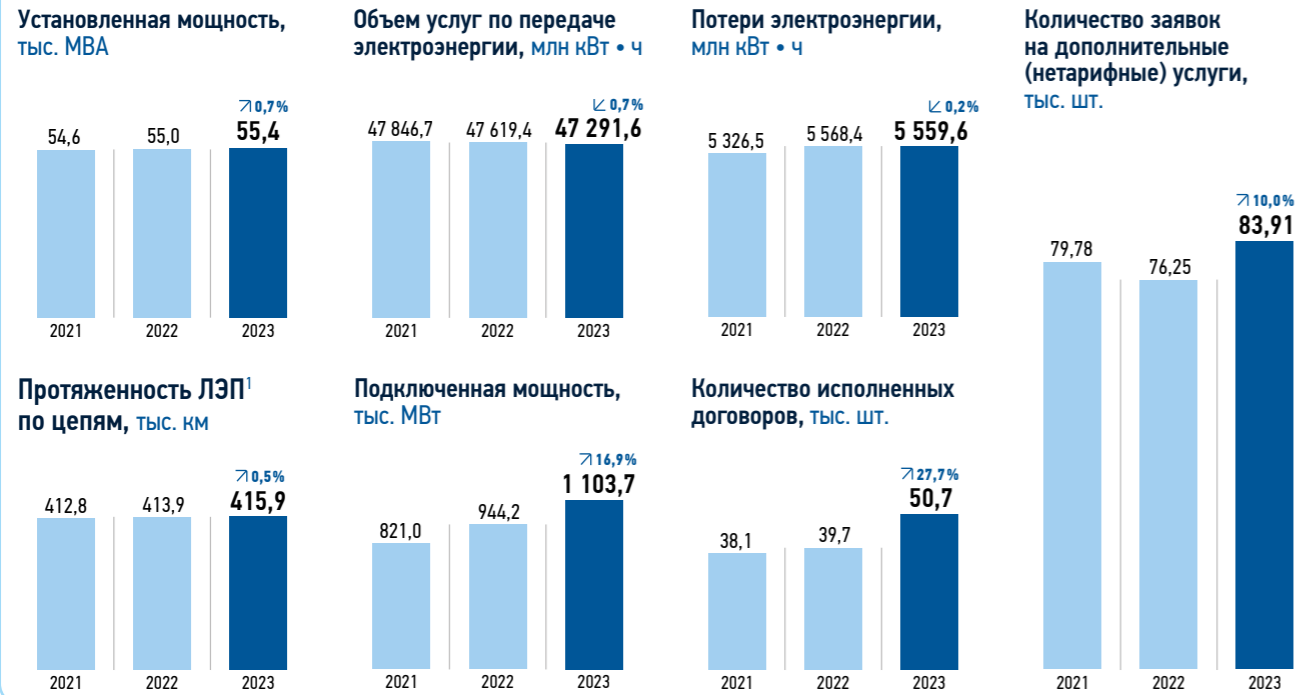 Установленная мощность,
тыс. МВА
↗0,7%
54,6 55,0 55,4
2021 2022 2023
Объем услуг по передаче
электроэнергии, млн кВт • ч
↙0,7%
47 846,7 47 619,4 47 291,6
2021 2022 2023
Потери электроэнергии,
млн кВт • ч
↙0,2%
5 326,5 5 568,4 5 559,6
2021 2022 2023
Количество заявок
на дополнительные
(нетарифные) услуги,
тыс. шт.
↗10,0%
79,78 76,25 83,91
2021 2022 2023
Протяженность ЛЭП¹
по цепям, тыс. км
↗0,5%
412,8 413,9 415,9
2021 2022 2023
Подключенная мощность,
тыс. МВт
↗16,9%
821,0 944,2 1 103,7
2021 2022 2023
Количество исполненных
договоров, тыс. шт.
↗27,7%
38,1 39,7 50,7
2021 2022 2023